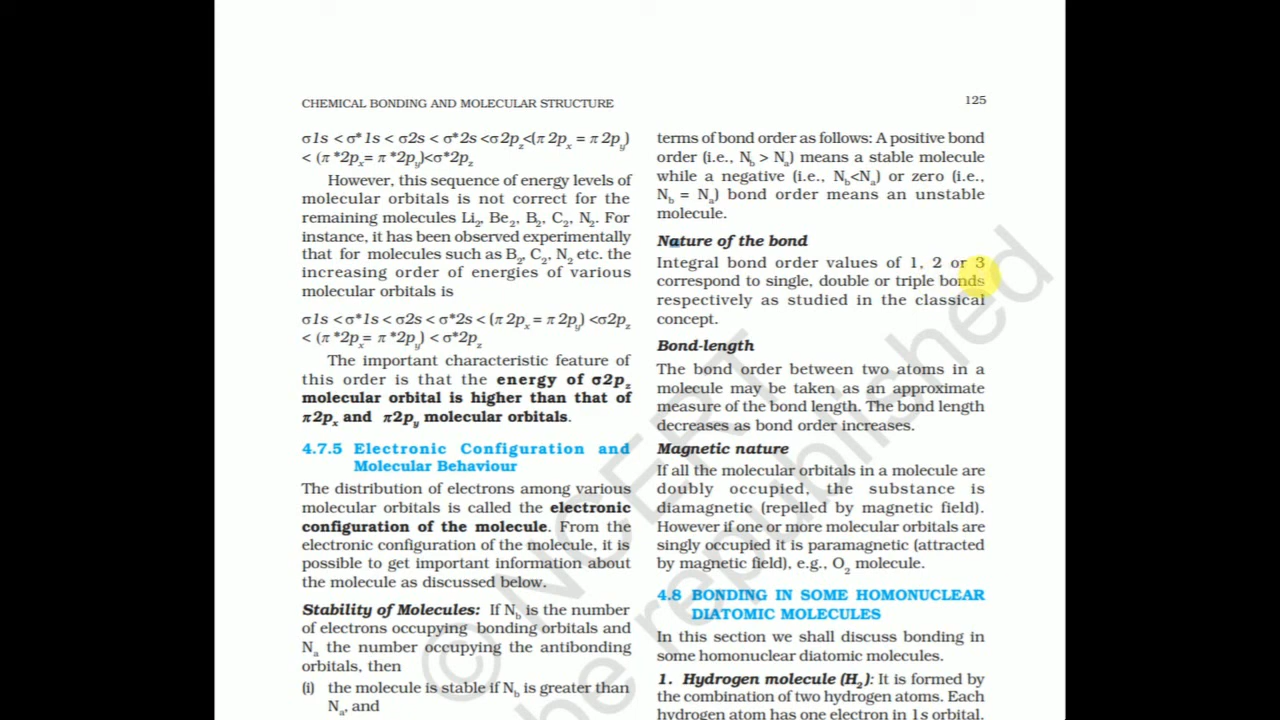 CHEMICAL BONDING AND MOLECULAR STRUCTURE
125
σ1s < σ*1s < σ2s < σ*2s <σ2pz<(π 2px = π 2py)
< (π *2px= π *2py)<σ*2pz
However, this sequence of energy levels of
molecular orbitals is not correct for the
remaining molecules Li2, Be2, B2, C2, N2. For
instance, it has been observed experimentally
that for molecules such as B2, C2, N2 etc. the
increasing order of energies of various
molecular orbitals is
σ1s < σ*1s < σ2s < σ*2s < (π 2px = π 2py) <σ2pz
< (π *2px= π *2py) < σ*2pz
The important characteristic feature of
this order is that the energy of σ2pz
molecular orbital is higher than that of
π2px and π2py molecular orbitals.
4.7.5 Electronic Configuration and
Molecular Behaviour
The distribution of electrons among various
molecular orbitals is called the electronic
configuration of the molecule. From the
electronic configuration of the molecule, it is
possible to get important information about
the molecule as discussed below.
Stability of Molecules: If Nb is the number
of electrons occupying bonding orbitals and
Na the number occupying the antibonding
orbitals, then
(i) the molecule is stable if Nb is greater than
Na, and
terms of bond order as follows: A positive bond
order (i.e., Nb > Na) means a stable molecule
while a negative (i.e., Nb<Na) or zero (i.e.,
Nb = Na) bond order means an unstable
molecule.
Nature of the bond
Integral bond order values of 1, 2 or 3
correspond to single, double or triple bonds
respectively as studied in the classical
concept.
Bond-length
The bond order between two atoms in a
molecule may be taken as an approximate
measure of the bond length. The bond length
decreases as bond order increases.
Magnetic nature
If all the molecular orbitals in a molecule are
doubly occupied, the substance is
diamagnetic (repelled by magnetic field).
However if one or more molecular orbitals are
singly occupied it is paramagnetic (attracted
by magnetic field), e.g., O2 molecule.
4.8 BONDING IN SOME HOMONUCLEAR
DIATOMIC MOLECULES
In this section we shall discuss bonding in
some homonuclear diatomic molecules.
1. Hydrogen molecule (H2): It is formed by
the combination of two hydrogen atoms. Each
hydrogen atom has one electron in 1s orbital.
© NCERT
be republished